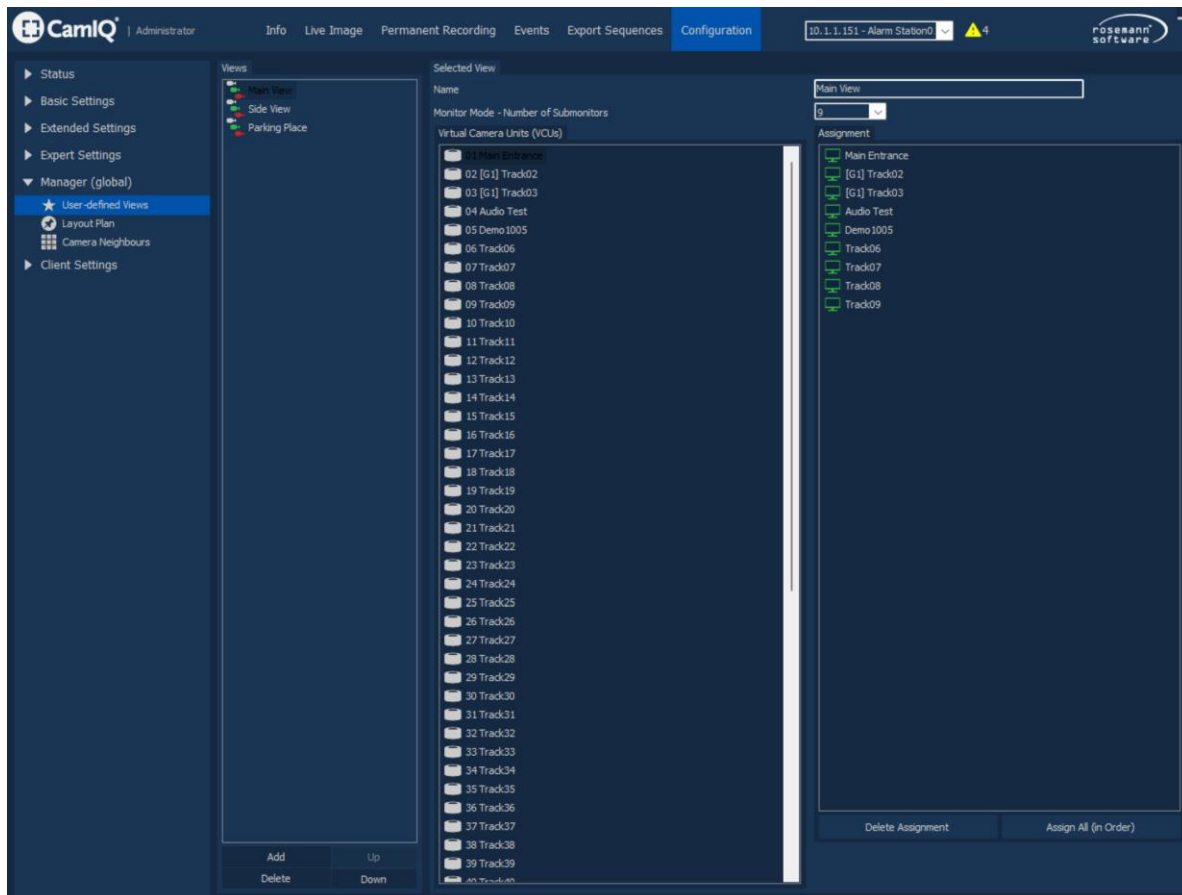 CamIQ | Administrator
Info Live Image Permanent Recording Events Export Sequences Configuration
10.1.1.151 - Alarm Station0
4
rosemann
software
Status
Basic Settings
Extended Settings
Expert Settings
Manager (global)
User-defined Views
Layout Plan
Camera Neighbours
Client Settings
Views
Main View
Side View
Parking Place
Add
Up
Delete
Down
Selected View
Name
Main View
Monitor Mode - Number of Submonitors
9
Virtual Camera Units (VCUs)
01 Main Entrance
02 [G1] Track02
03 [G1] Track03
04 Audio Test
05 Demo1005
06 Track06
07 Track07
08 Track08
09 Track09
10 Track10
11 Track11
12 Track12
13 Track13
14 Track14
15 Track15
16 Track16
17 Track17
18 Track18
19 Track19
20 Track20
21 Track21
22 Track22
23 Track23
24 Track24
25 Track25
26 Track26
27 Track27
28 Track28
29 Track29
30 Track30
31 Track31
32 Track32
33 Track33
34 Track34
35 Track35
36 Track36
37 Track37
38 Track38
39 Track39
40 Track40
Assignment
Main Entrance
[G1] Track02
[G1] Track03
Audio Test
Demo1005
Track06
Track07
Track08
Track09
Delete Assignment
Assign All (in Order)